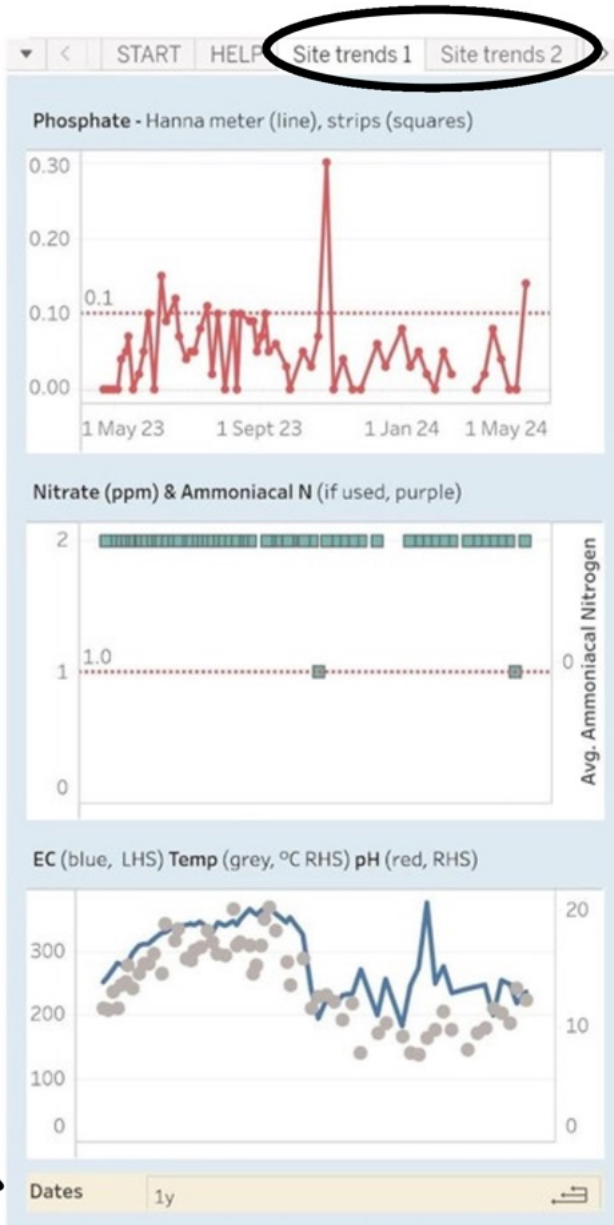 START HELP Site trends 1 Site trends 2
Phosphate - Hanna meter (line), strips (squares)
0.30
0.20
0.1
0.10
0.00
1 May 23 1 Sept 23 1 Jan 24 1 May 24
Nitrate (ppm) & Ammoniacal N (if used, purple)
2
1.0
1
0
0
Avg. Ammoniacal Nitrogen
EC (blue, LHS) Temp (grey, °C RHS) pH (red, RHS)
20
300
200
10
100
0 0
Dates 1y